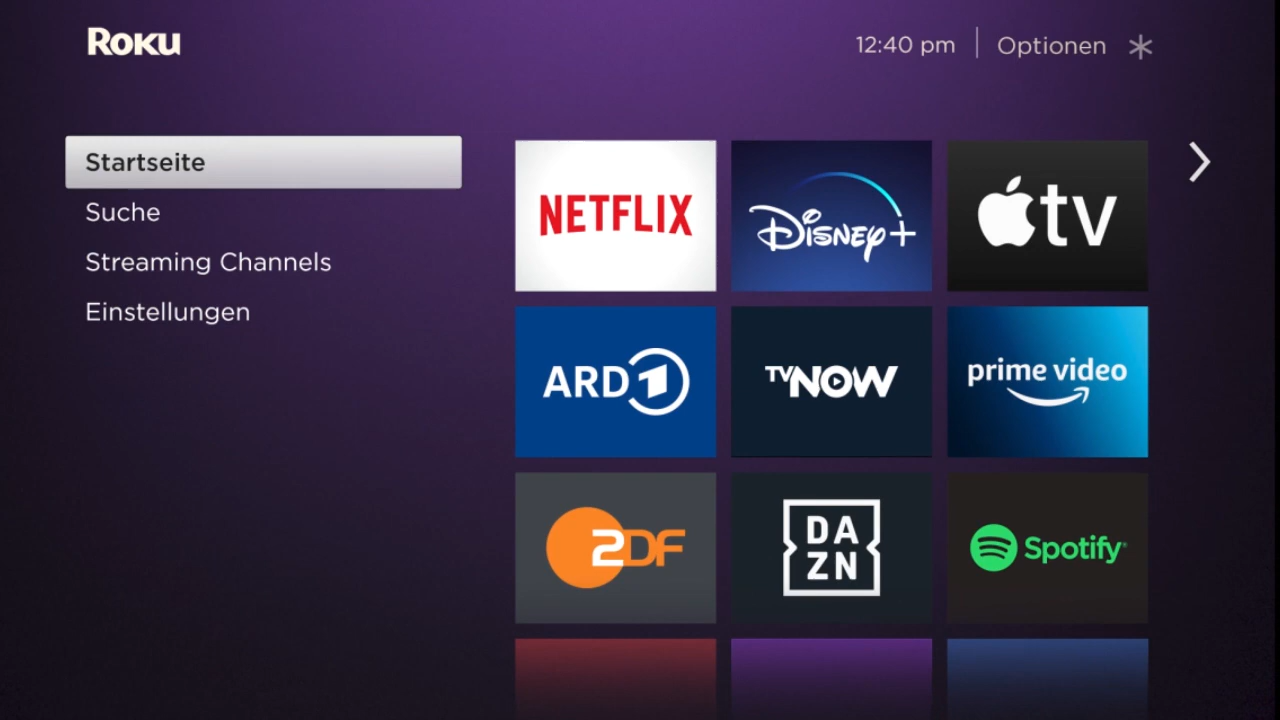 ROKU
12:40 pm
Optionen
Startseite
Suche
Streaming Channels
Einstellungen
NETFLIX
DISNEY+
tv
ARD 1
TVNOW
prime video
2DF
DA
ZN
Spotify